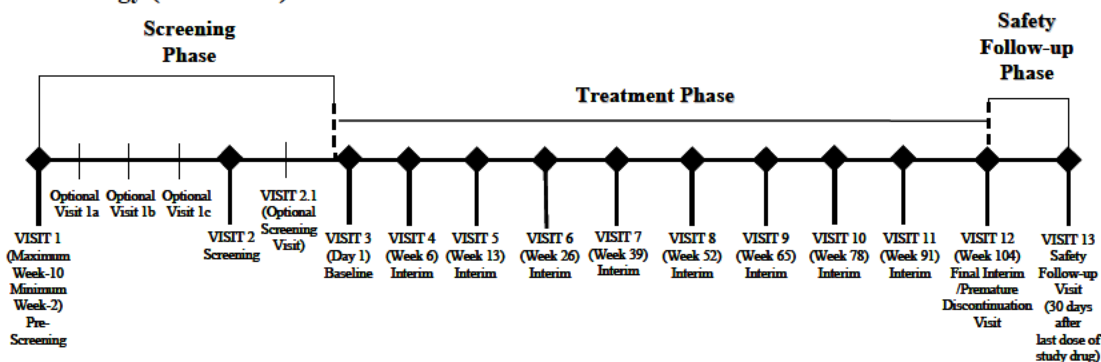 Screening
Phase
Safety
Follow-up
Phase
Treatment Phase
Optional
Visit 1a
Optional
Visit 1b
Optional
Visit 1c
VISIT 2.1
(Optional
Screening
Visit)
VISIT 1
(Maximum
Week-10
Minimum
Week-2)
Pre-
Screening
VISIT 2
Screening
VISIT 3
(Day 1)
Baseline
VISIT 4
(Week 6)
Interim
VISIT 5
(Week 13)
Interim
VISIT 6
(Week 26)
Interim
VISIT 7
(Week 39)
Interim
VISIT 8
(Week 52)
Interim
VISIT 9
(Week 65)
Interim
VISIT 10
(Week 78)
Interim
VISIT 11
(Week 91)
Interim
VISIT 12
(Week 104)
Final Interim
/Premature
Discontinuation
Visit
VISIT 13
Safety
Follow-up
Visit
(30 days
after
last dose of
study drug)